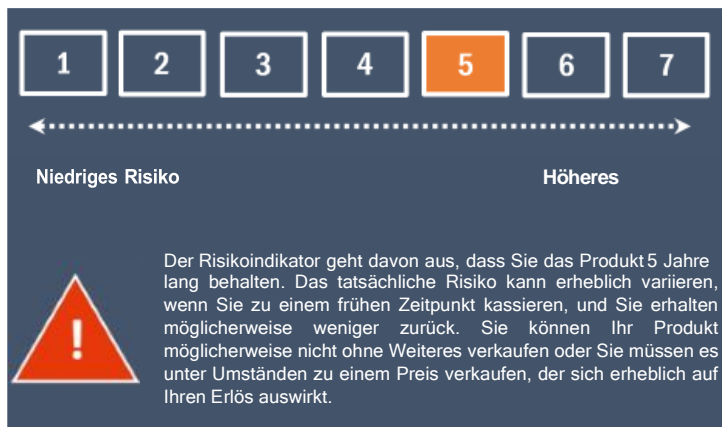 1 2 3 4 5 6 7
Niedriges Risiko Höheres
Der Risikoindikator geht davon aus, dass Sie das Produkt 5 Jahre
lang behalten. Das tatsächliche Risiko kann erheblich variieren,
wenn Sie zu einem frühen Zeitpunkt kassieren, und Sie erhalten
möglicherweise weniger zurück. Sie können Ihr Produkt
möglicherweise nicht ohne Weiteres verkaufen oder Sie müssen es
unter Umständen zu einem Preis verkaufen, der sich erheblich auf
Ihren Erlös auswirkt.
!